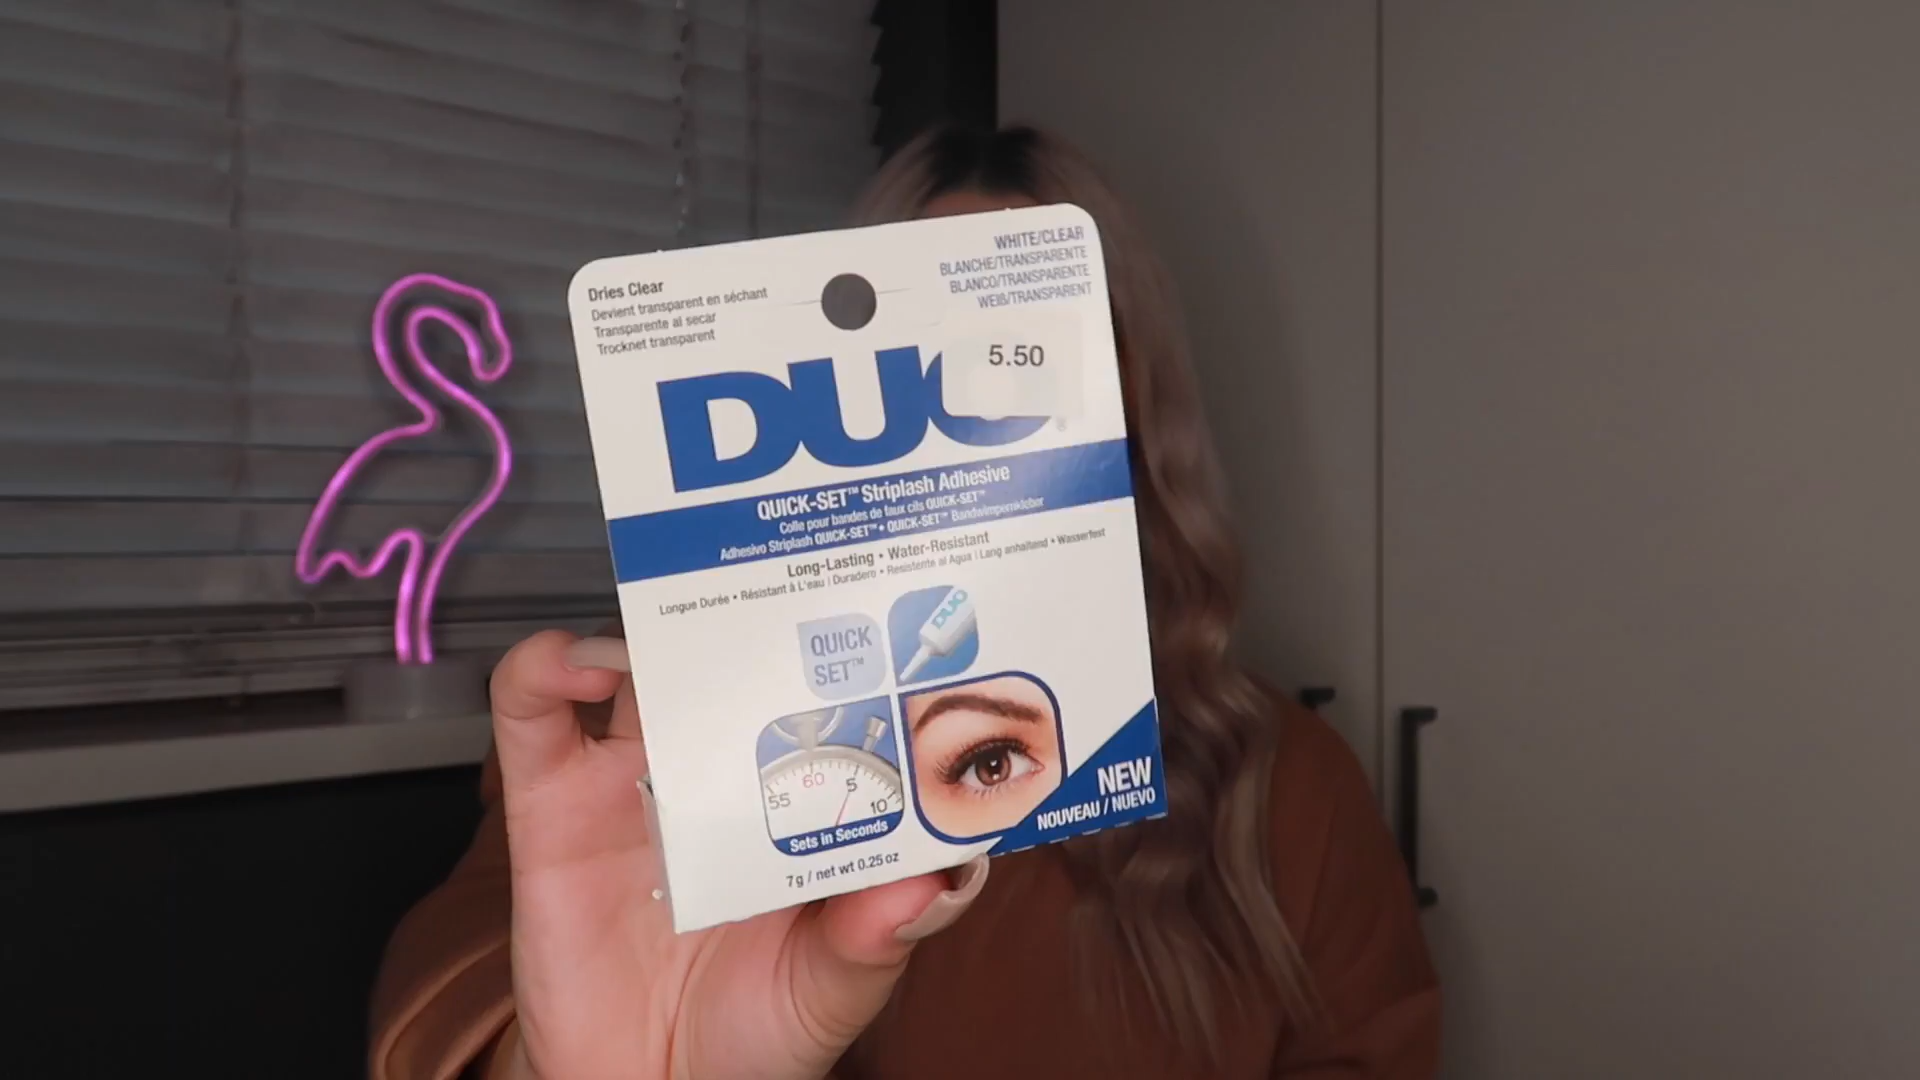 Dries Clear
Devient transparent en séchant
Transparente al secar
Trocknet transparent
WHITE/CLEAR
BLANCHE/TRANSPARENTE
BLANCO/TRANSPARENTE
WEIß/TRANSPARENT
5.50
DUO®
QUICK-SET™ Striplash Adhesive
Colle pour bandes de faux cils QUICK-SET™
Adhesivo Striplash QUICK-SET™ • QUICK-SET™ Bandwimpernkleber
Long-Lasting • Water-Resistant
Longue Durée • Résistant à L'eau | Duradero • Resistente al Agua | Lang anhaltend • Wasserfest
QUICK
SET™
DUO
55 60 5 10
Sets in Seconds
NEW
NOUVEAU / NUEVO
7g / net wt 0.25 oz